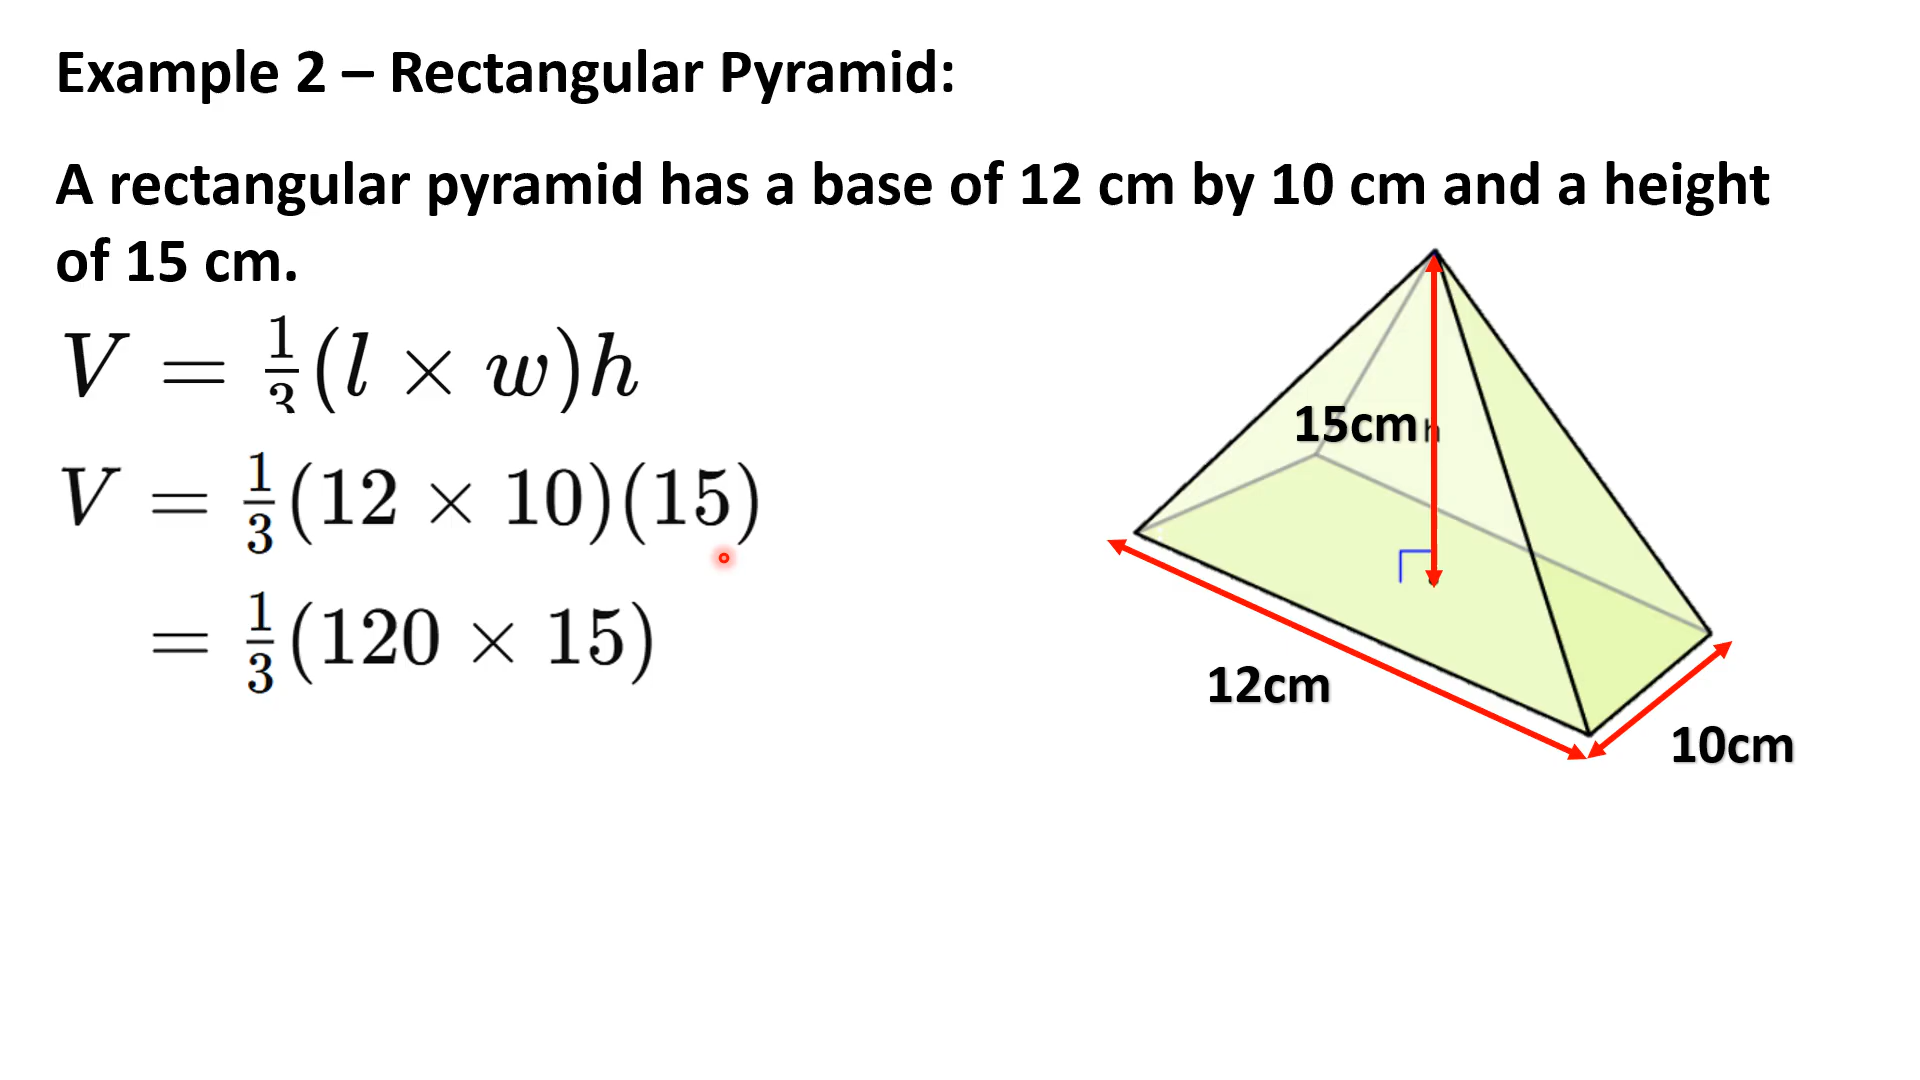 Example 2 – Rectangular Pyramid:
A rectangular pyramid has a base of 12 cm by 10 cm and a height
of 15 cm.
V = 1/3 (l × w)h
V = 1/3 (12 × 10)(15)
= 1/3 (120 × 15)
15cm h
12cm
10cm